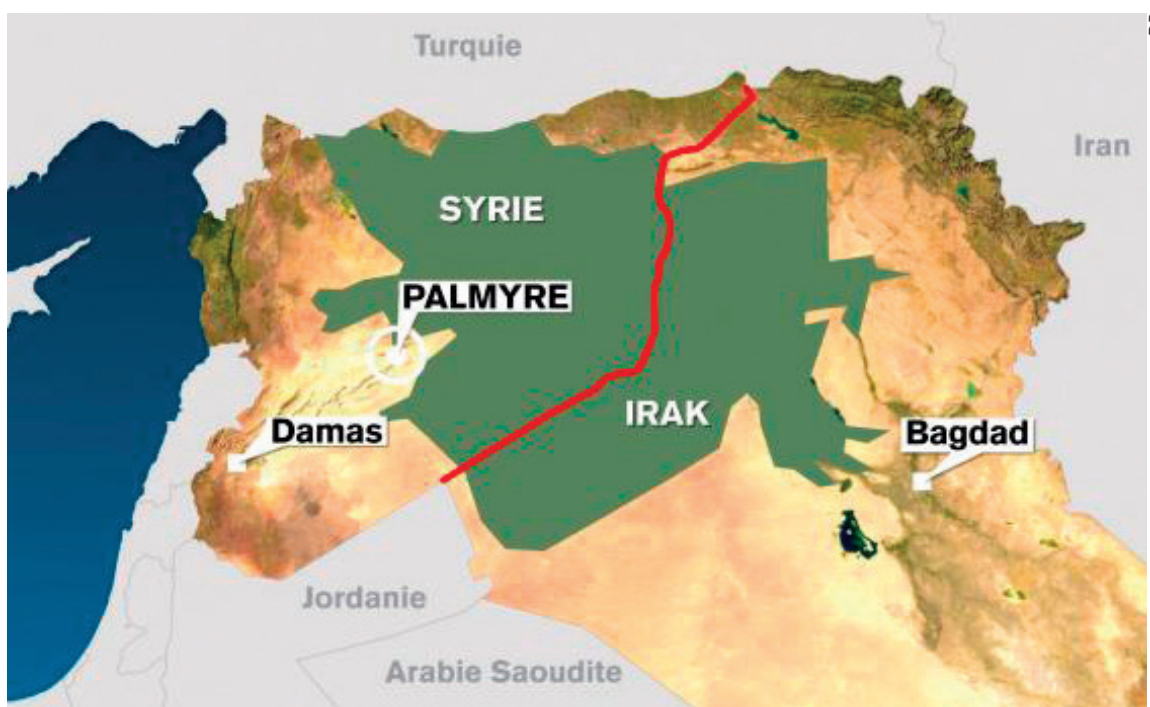 Turquie
Iran
SYRIE
PALMYRE
IRAK
Damas
Bagdad
Jordanie
Arabie Saoudite